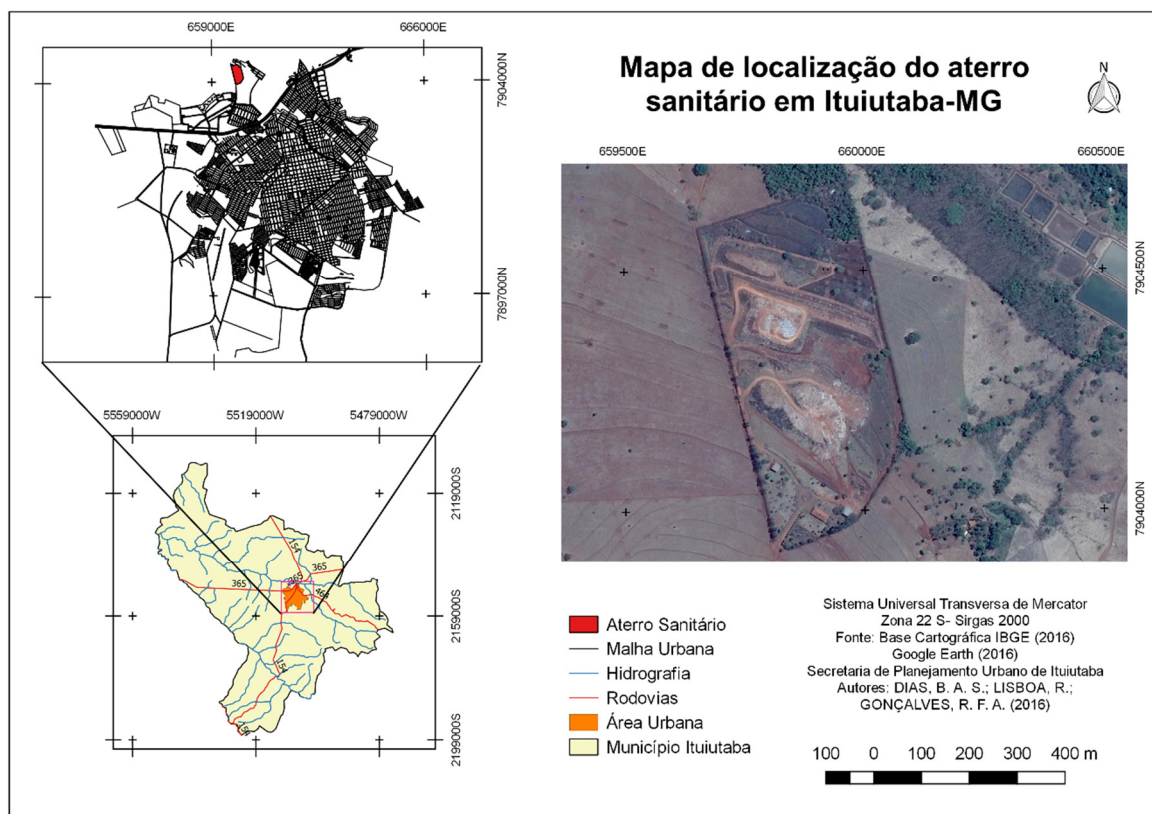 Mapa de localização do aterro
sanitário em Ituiutaba-MG
N
659000E
666000E
7904000N
7897000N
5559000W
5519000W
5479000W
2119000S
2159000S
2199000S
154
365
365
365
154
659500E
660000E
660500E
7904500N
7904000N
Aterro Sanitário
Malha Urbana
Hidrografia
Rodovias
Área Urbana
Município Ituiutaba
Sistema Universal Transversa de Mercator
Zona 22 S- Sirgas 2000
Fonte: Base Cartográfica IBGE (2016)
Google Earth (2016)
Secretaria de Planejamento Urbano de Ituiutaba
Autores: DIAS, B. A. S.; LISBOA, R.;
GONÇALVES, R. F. A. (2016)
100 0 100 200 300 400 m